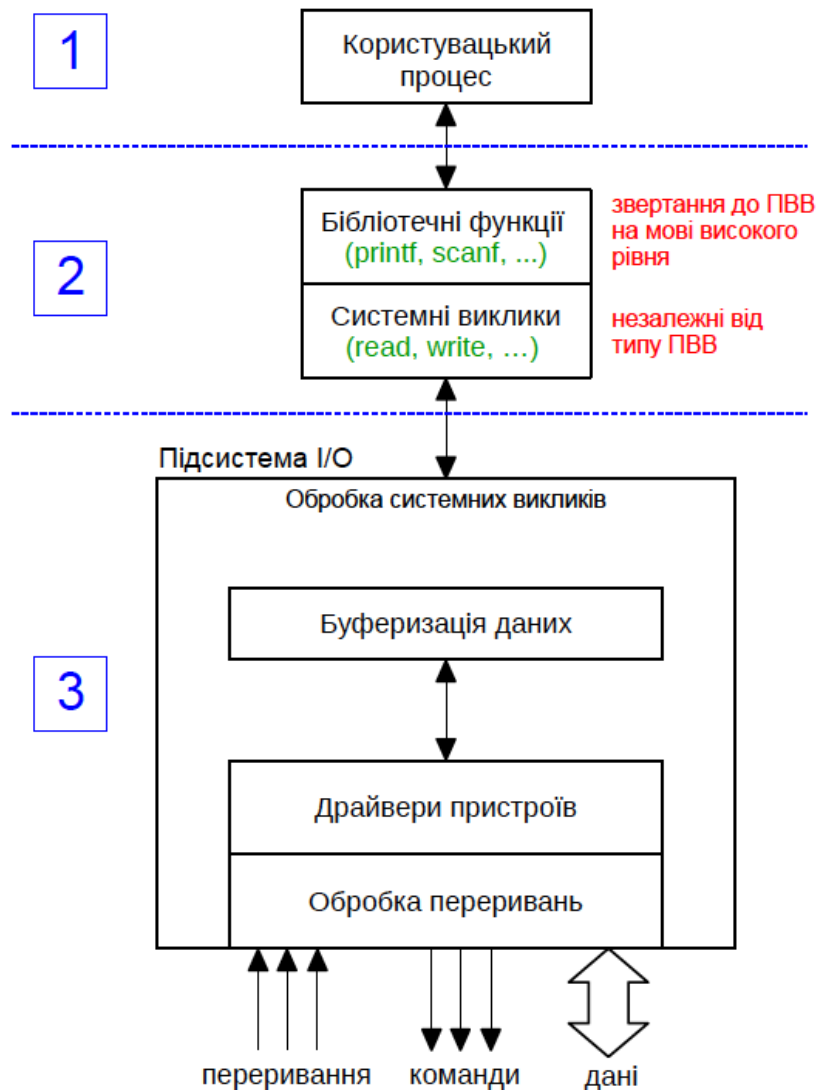 1
Користувацький
процес
2
Бібліотечні функції
(printf, scanf, ...)
звертання до ПВВ
на мові високого
рівня
Системні виклики
(read, write, …)
незалежні від
типу ПВВ
Підсистема I/O
Обробка системних викликів
3
Буферизація даних
Драйвери пристроїв
Обробка переривань
переривання
команди
дані